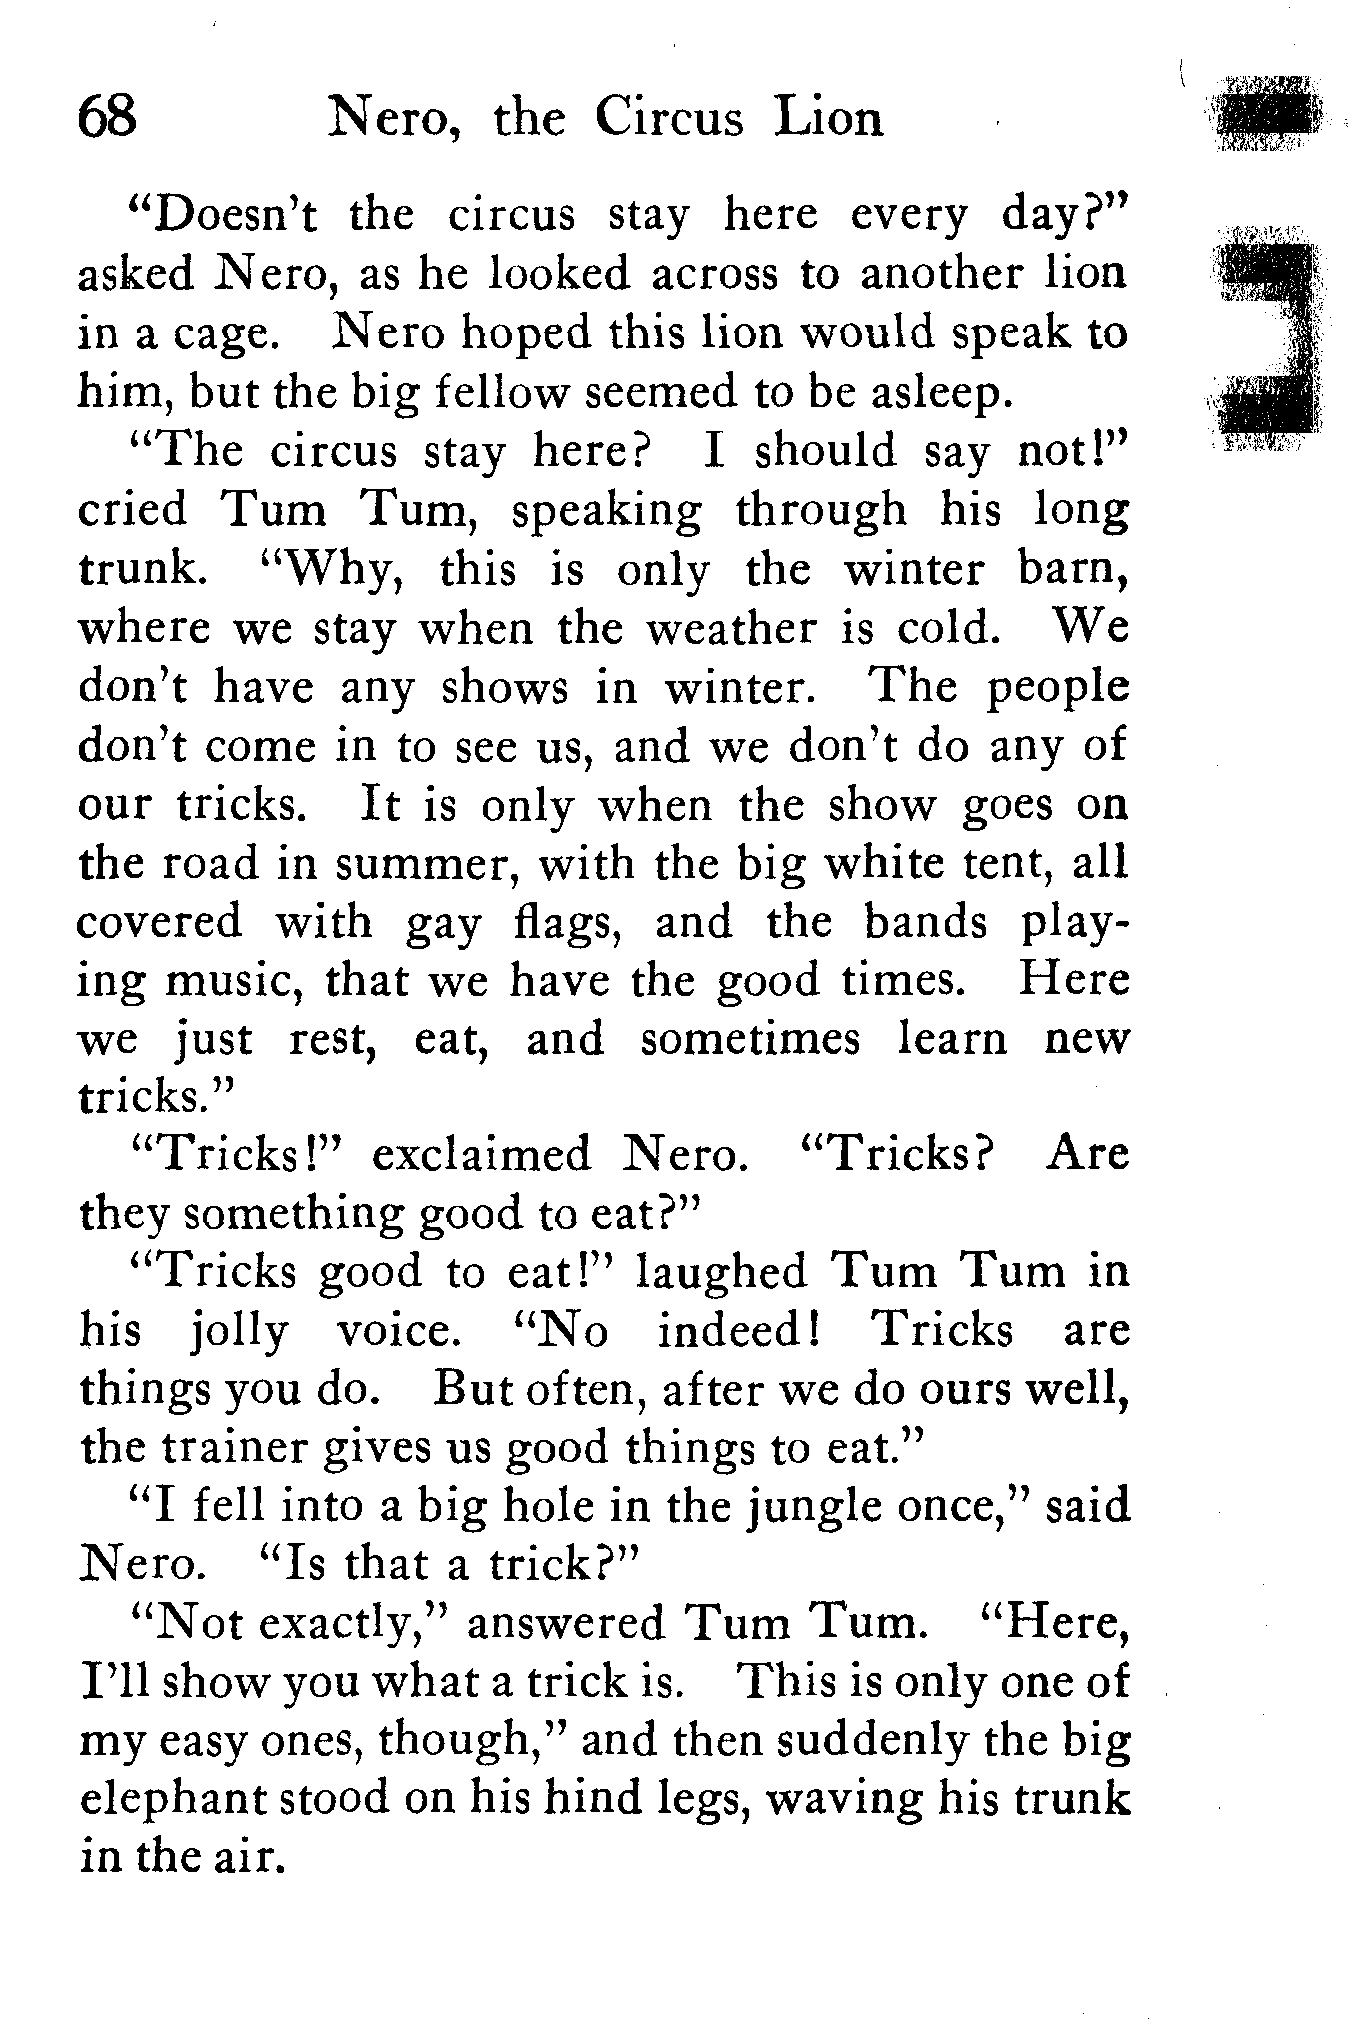 68 Nero, the Circus Lion
“Doesn’t the circus stay here every day?”
asked Nero, as he looked across to another lion
in a cage. Nero hoped this lion would speak to
him, but the big fellow seemed to be asleep.
“The circus stay here? I should say not!”
cried Tum Tum, speaking through his long
trunk. “Why, this is only the winter barn,
where we stay when the weather is cold. We
don’t have any shows in winter. The people
don’t come in to see us, and we don’t do any of
our tricks. It is only when the show goes on
the road in summer, with the big white tent, all
covered with gay flags, and the bands play-
ing music, that we have the good times. Here
we just rest, eat, and sometimes learn new
tricks.”
“Tricks!” exclaimed Nero. “Tricks? Are
they something good to eat?”
“Tricks good to eat!” laughed Tum Tum in
his jolly voice. “No indeed! Tricks are
things you do. But often, after we do ours well,
the trainer gives us good things to eat.”
“I fell into a big hole in the jungle once,” said
Nero. “Is that a trick?”
“Not exactly,” answered Tum Tum. “Here,
I’ll show you what a trick is. This is only one of
my easy ones, though,” and then suddenly the big
elephant stood on his hind legs, waving his trunk
in the air.